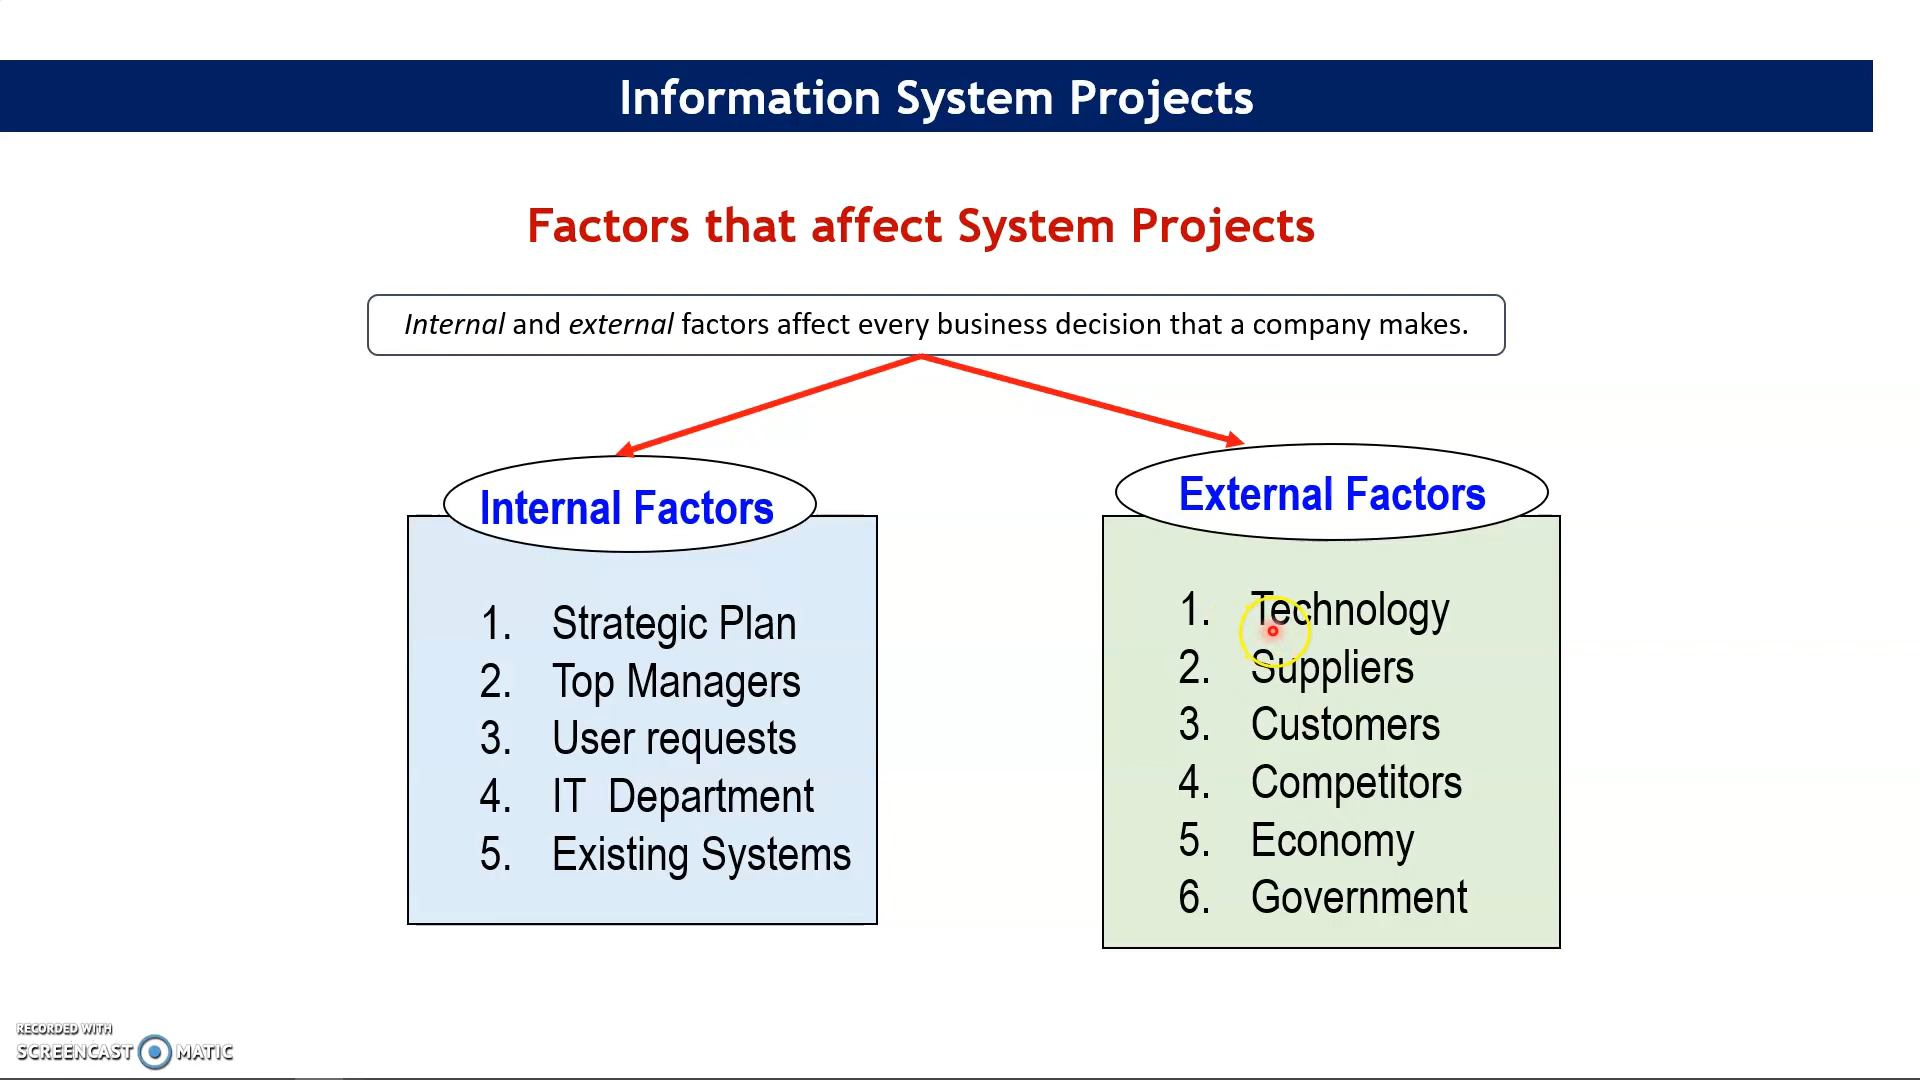 Information System Projects
Factors that affect System Projects
Internal and external factors affect every business decision that a company makes.
Internal Factors
1. Strategic Plan
2. Top Managers
3. User requests
4. IT Department
5. Existing Systems
External Factors
1. Technology
2. Suppliers
3. Customers
4. Competitors
5. Economy
6. Government
RECORDED WITH
SCREENCAST MATIC